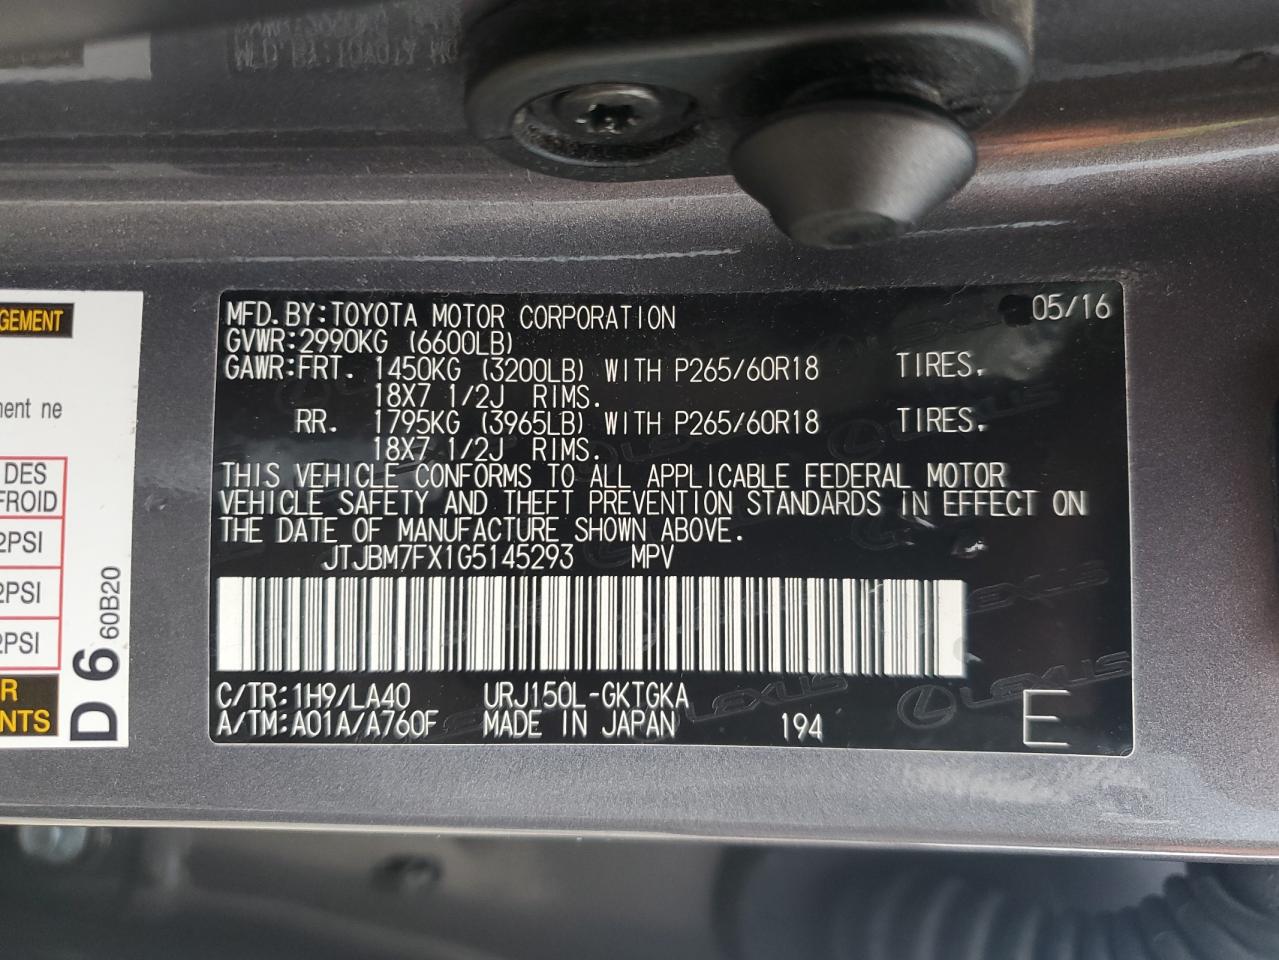 MFD. BY: TOYOTA MOTOR CORPORATION 05/16
GVWR: 2990KG (6600LB)
GAWR: FRT. 1450KG (3200LB) WITH P265/60R18 TIRES.
18X7 1/2J RIMS.
RR. 1795KG (3965LB) WITH P265/60R18 TIRES.
18X7 1/2J RIMS.
THIS VEHICLE CONFORMS TO ALL APPLICABLE FEDERAL MOTOR
VEHICLE SAFETY AND THEFT PREVENTION STANDARDS IN EFFECT ON
THE DATE OF MANUFACTURE SHOWN ABOVE.
JTJBM7FX1G5145293 MPV
C/TR: 1H9/LA40 URJ150L-GKTGKA
A/TM: A01A/A760F MADE IN JAPAN 194 E
LEXUS
GEMENT
ment ne
DES
FROID
2PSI
2PSI
2PSI
R
NTS
D 6 60B20